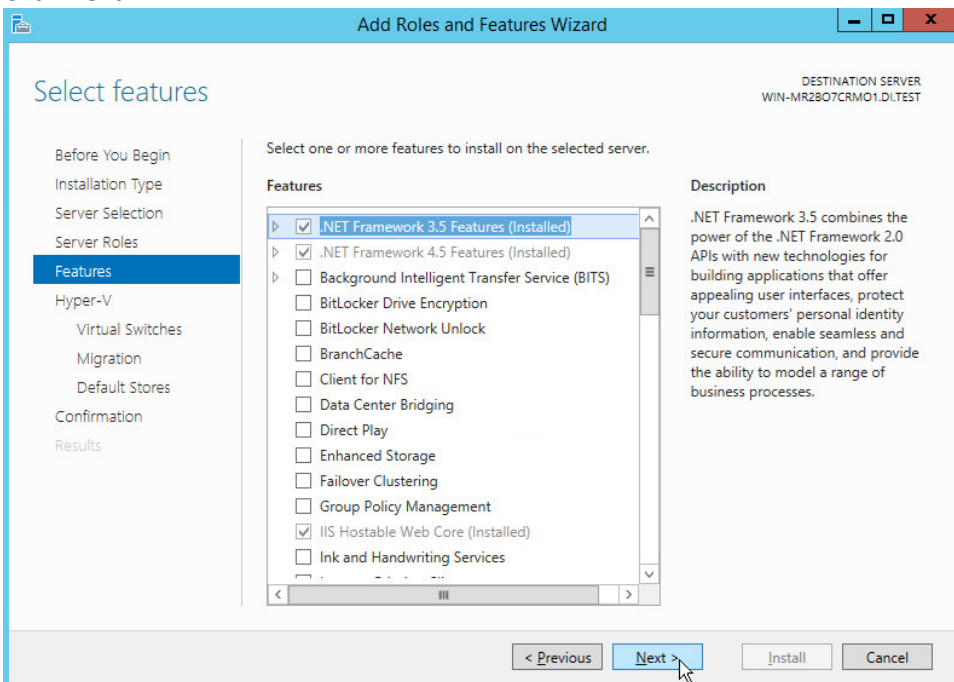 Add Roles and Features Wizard
Select features
DESTINATION SERVER
WIN-MR2BO7CRMO1.DI.TEST
Before You Begin
Installation Type
Server Selection
Server Roles
Features
Hyper-V
Virtual Switches
Migration
Default Stores
Confirmation
Results
Select one or more features to install on the selected server.
Features
.NET Framework 3.5 Features (Installed)
.NET Framework 4.5 Features (Installed)
Background Intelligent Transfer Service (BITS)
BitLocker Drive Encryption
BitLocker Network Unlock
BranchCache
Client for NFS
Data Center Bridging
Direct Play
Enhanced Storage
Failover Clustering
Group Policy Management
IIS Hostable Web Core (Installed)
Ink and Handwriting Services
Description
.NET Framework 3.5 combines the
power of the .NET Framework 2.0
APIs with new technologies for
building applications that offer
appealing user interfaces, protect
your customers' personal identity
information, enable seamless and
secure communication, and provide
the ability to model a range of
business processes.
< Previous
Next >
Install
Cancel